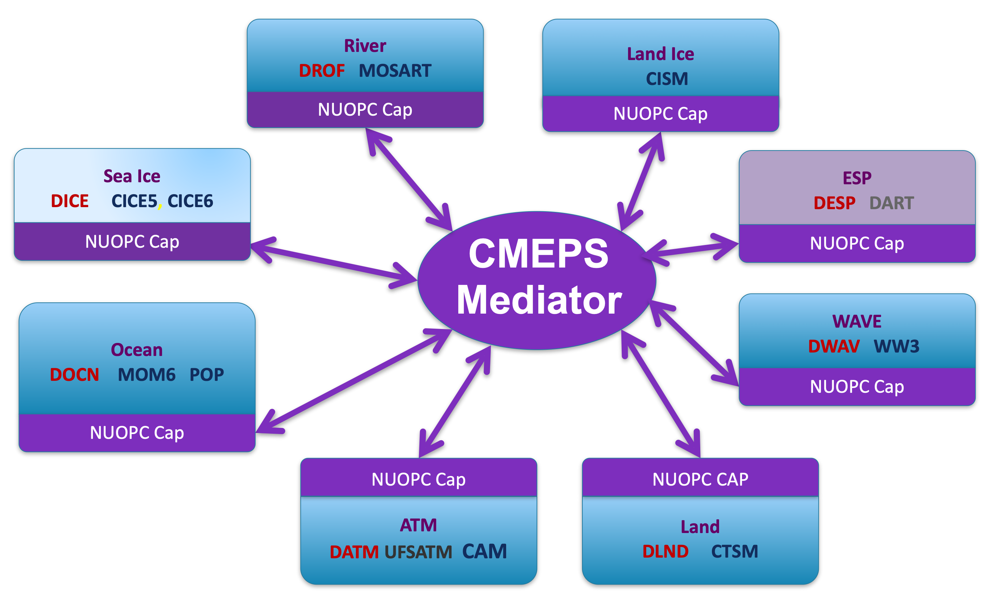 River
DROF MOSART
NUOPC Cap
Land Ice
CISM
NUOPC Cap
Sea Ice
DICE CICE5, CICE6
NUOPC Cap
ESP
DESP DART
NUOPC Cap
CMEPS
Mediator
Ocean
DOCN MOM6 POP
NUOPC Cap
WAVE
DWAV WW3
NUOPC Cap
NUOPC Cap
ATM
DATM UFSATM CAM
NUOPC CAP
Land
DLND CTSM